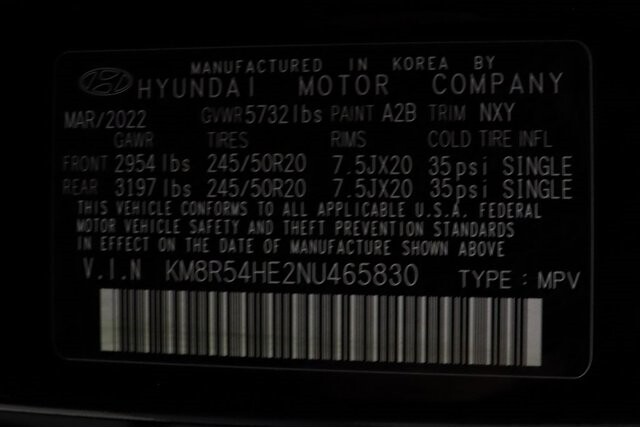 MANUFACTURED IN KOREA BY
HYUNDAI MOTOR COMPANY
MAR/2022 GVWR 5732lbs PAINT A2B TRIM NXY
GAWR TIRES RIMS COLD TIRE INFL
FRONT 2954 lbs 245/50R20 7.5JX20 35psi SINGLE
REAR 3197 lbs 245/50R20 7.5JX20 35psi SINGLE
THIS VEHICLE CONFORMS TO ALL APPLICABLE U.S.A. FEDERAL
MOTOR VEHICLE SAFETY AND THEFT PREVENTION STANDARDS
IN EFFECT ON THE DATE OF MANUFACTURE SHOWN ABOVE
V.I.N KM8R54HE2NU465830 TYPE : MPV